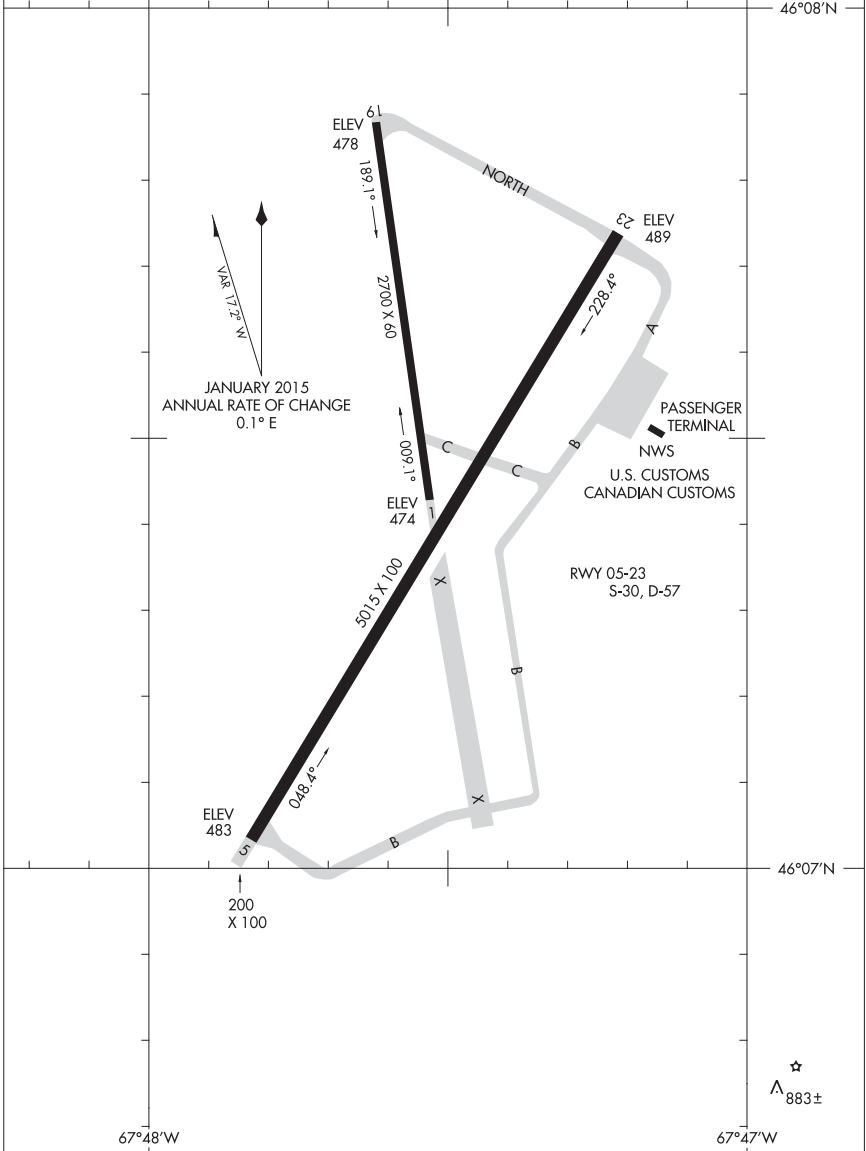 46°08'N
19
ELEV
478
189.1°
NORTH
23
ELEV
489
228.4°
VAR 17.2° W
2700 X 60
A
JANUARY 2015
ANNUAL RATE OF CHANGE
0.1° E
PASSENGER
TERMINAL
C
B
009.1°
C
NWS
U.S. CUSTOMS
CANADIAN CUSTOMS
ELEV
474
1
X
RWY 05-23
S-30, D-57
5015 X 100
B
048.4°
X
ELEV
483
B
5
46°07'N
200
X 100
883±
67°48'W
67°47'W